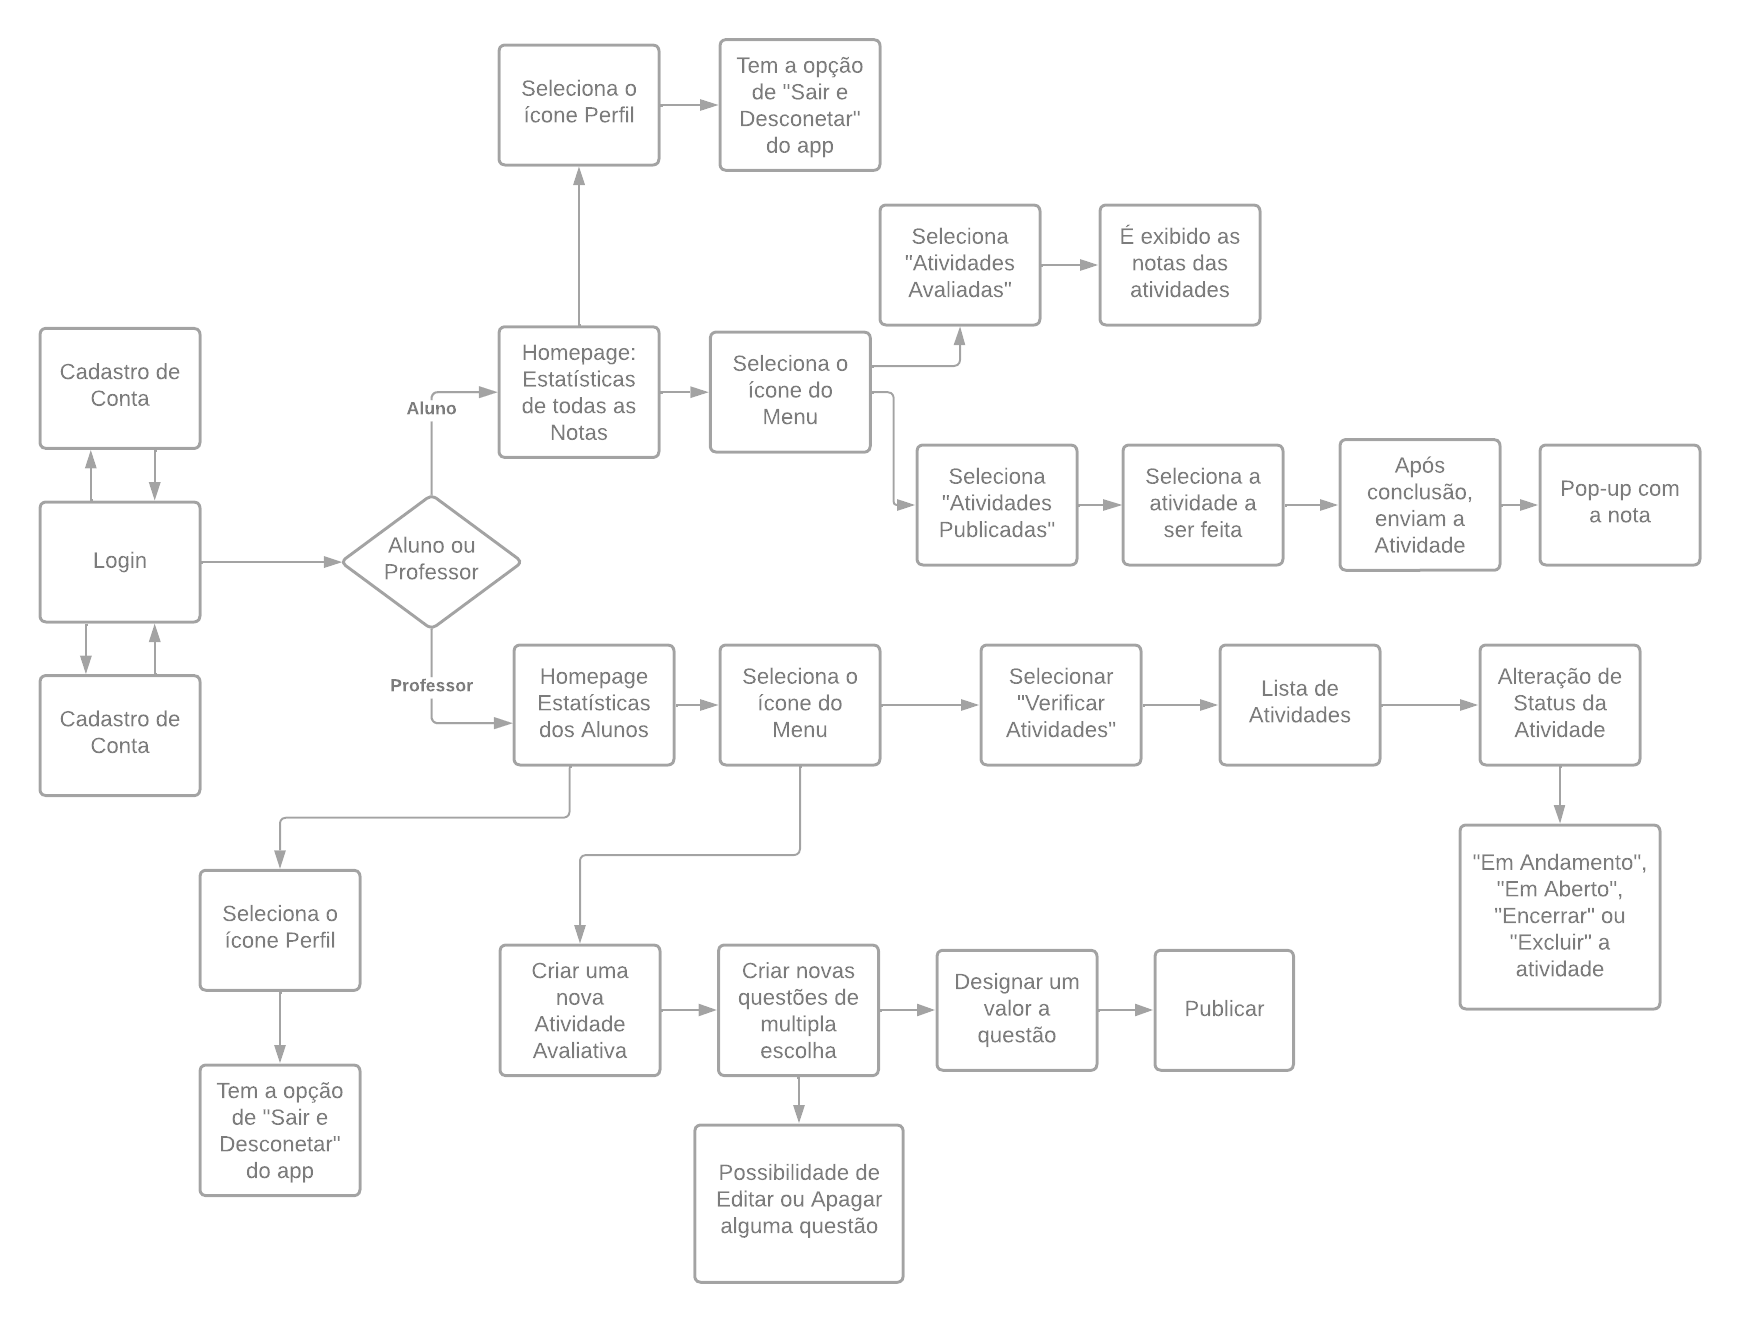 Seleciona o
ícone Perfil
Tem a opção
de "Sair e
Desconetar"
do app
Seleciona
"Atividades
Avaliadas"
É exibido as
notas das
atividades
Cadastro de
Conta
Homepage:
Estatísticas
de todas as
Notas
Seleciona o
ícone do
Menu
Aluno
Seleciona
"Atividades
Publicadas"
Seleciona a
atividade a
ser feita
Após
conclusão,
enviam a
Atividade
Pop-up com
a nota
Login
Aluno ou
Professor
Professor
Cadastro de
Conta
Homepage
Estatísticas
dos Alunos
Seleciona o
ícone do
Menu
Selecionar
"Verificar
Atividades"
Lista de
Atividades
Alteração de
Status da
Atividade
"Em Andamento",
"Em Aberto",
"Encerrar" ou
"Excluir" a
atividade
Seleciona o
ícone Perfil
Criar uma
nova
Atividade
Avaliativa
Criar novas
questões de
multipla
escolha
Designar um
valor a
questão
Publicar
Tem a opção
de "Sair e
Desconetar"
do app
Possibilidade de
Editar ou Apagar
alguma questão